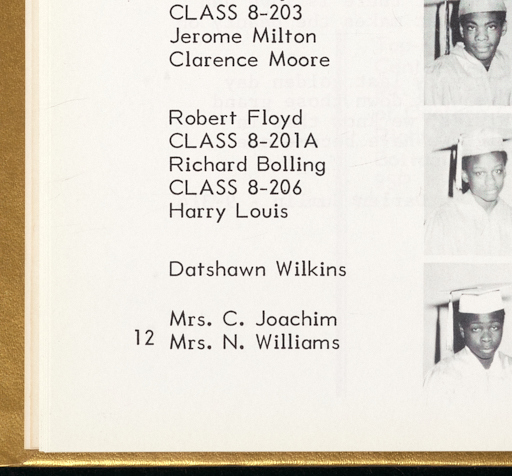 CLASS 8-203
Jerome Milton
Clarence Moore
Robert Floyd
CLASS 8-201A
Richard Bolling
CLASS 8-206
Harry Louis
Datshawn Wilkins
Mrs. C. Joachim
12 Mrs. N. Williams